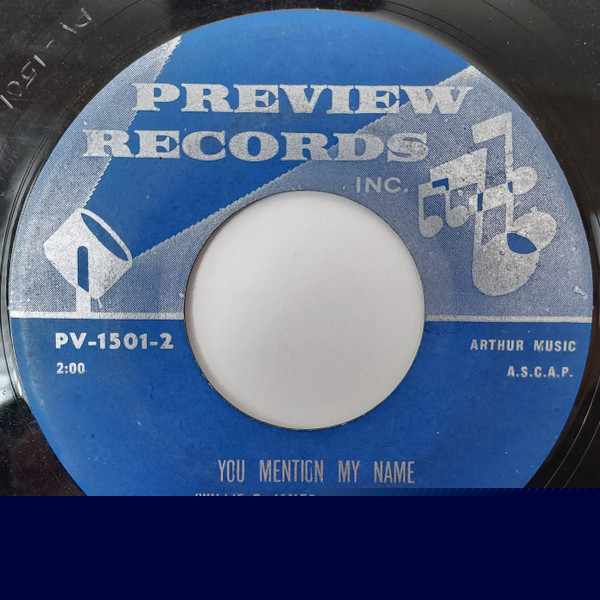 PREVIEW
RECORDS
INC.
PV-1501-2
ARTHUR MUSIC
2:00
A.S.C.A.P.
YOU MENTION MY NAME